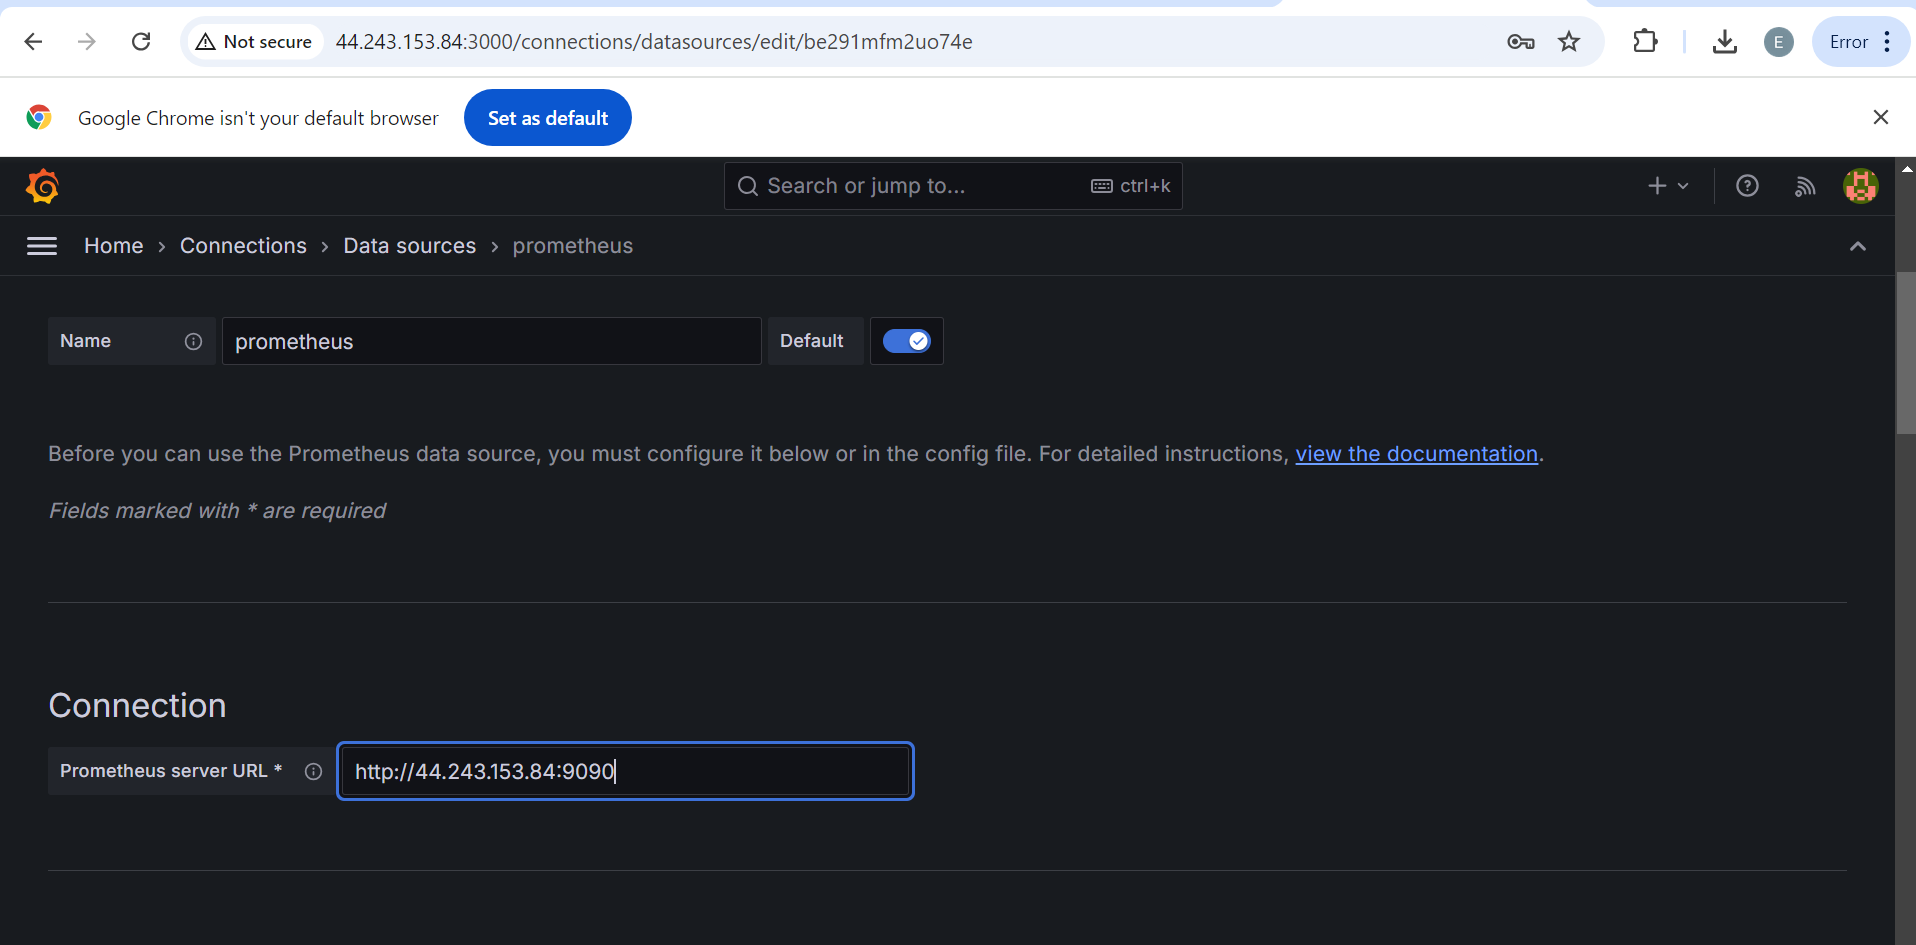 Not secure 44.243.153.84:3000/connections/datasources/edit/be291mfm2uo74e E Error
Google Chrome isn't your default browser Set as default
Search or jump to... ctrl+k
Home › Connections › Data sources › prometheus
Name prometheus Default
Before you can use the Prometheus data source, you must configure it below or in the config file. For detailed instructions, view the documentation.
Fields marked with * are required
Connection
Prometheus server URL * http://44.243.153.84:9090